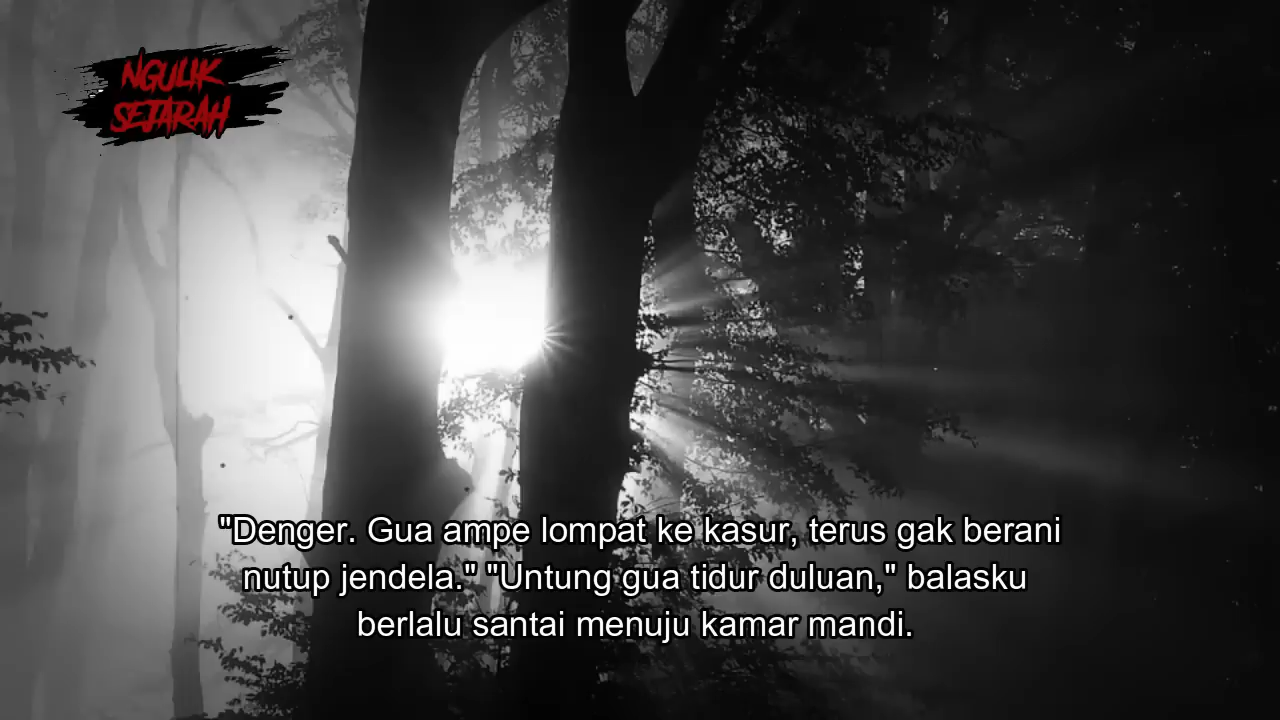 NGULIK
SEJARAH
"Denger. Gua ampe lompat ke kasur, terus gak berani
nutup jendela." "Untung gua tidur duluan," balasku
berlalu santai menuju kamar mandi.